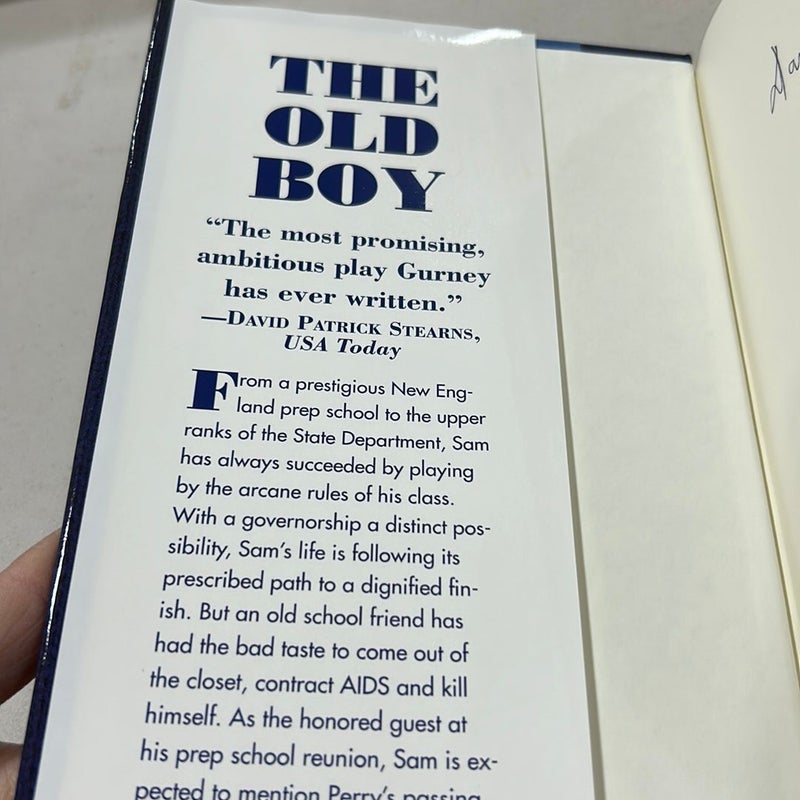 THE
OLD
BOY
“The most promising,
ambitious play Gurney
has ever written.”
—DAVID PATRICK STEARNS,
USA Today
From a prestigious New Eng-
land prep school to the upper
ranks of the State Department, Sam
has always succeeded by playing
by the arcane rules of his class.
With a governorship a distinct pos-
sibility, Sam’s life is following its
prescribed path to a dignified fin-
ish. But an old school friend has
had the bad taste to come out of
the closet, contract AIDS and kill
himself. As the honored guest at
his prep school reunion, Sam is ex-
pected to mention Perry’s passing